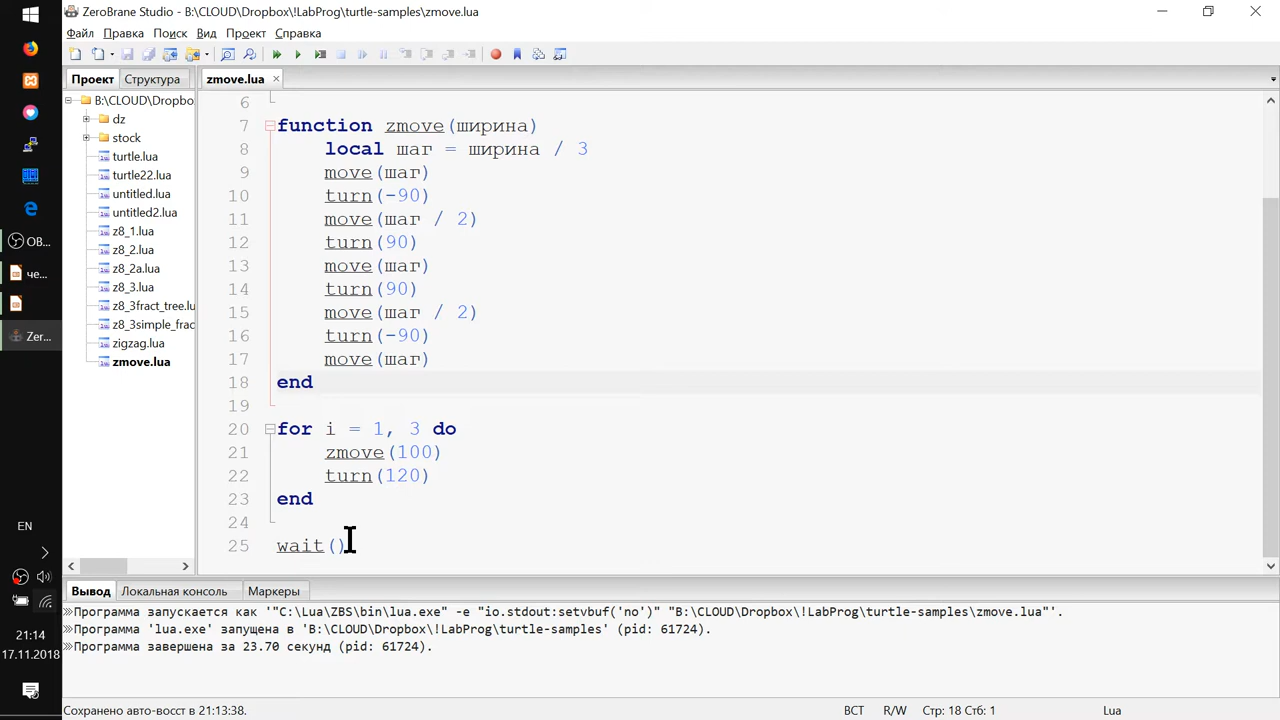 ZeroBrane Studio - B:\CLOUD\Dropbox\!LabProg\turtle-samples\zmove.lua
Файл Правка Поиск Вид Проект Справка
Проект Структура
zmove.lua
B:\CLOUD\Dropbo
dz
stock
turtle.lua
turtle22.lua
untitled.lua
untitled2.lua
z8_1.lua
z8_2.lua
z8_2a.lua
z8_3.lua
z8_3fract_tree.lu
z8_3simple_frac
zigzag.lua
zmove.lua
6
7 function zmove(ширина)
8 local шаг = ширина / 3
9 move(шаг)
10 turn(-90)
11 move(шаг / 2)
12 turn(90)
13 move(шаг)
14 turn(90)
15 move(шаг / 2)
16 turn(-90)
17 move(шаг)
18 end
19
20 for i = 1, 3 do
21 zmove(100)
22 turn(120)
23 end
24
25 wait()
Вывод Локальная консоль Маркеры
Программа запускается как '"C:\Lua\ZBS\bin\lua.exe" -e "io.stdout:setvbuf('no')" "B:\CLOUD\Dropbox\!LabProg\turtle-samples\zmove.lua"'.
Программа 'lua.exe' запущена в 'B:\CLOUD\Dropbox\!LabProg\turtle-samples' (pid: 61724).
Программа завершена за 23.70 секунд (pid: 61724).
Сохранено авто-восст в 21:13:38.
ВСТ R/W Стр: 18 Стб: 1 Lua
OB...
че...
Zer...
EN
21:14
17.11.2018